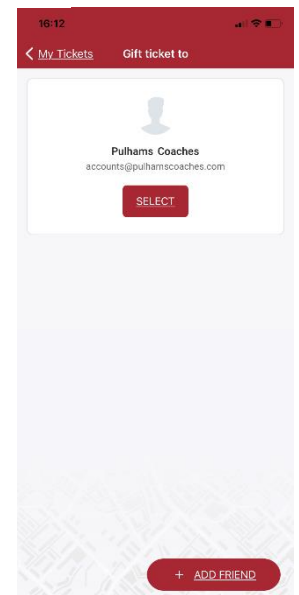 16:12
My Tickets Gift ticket to
Pulhams Coaches
accounts@pulhamscoaches.com
SELECT
+ ADD FRIEND